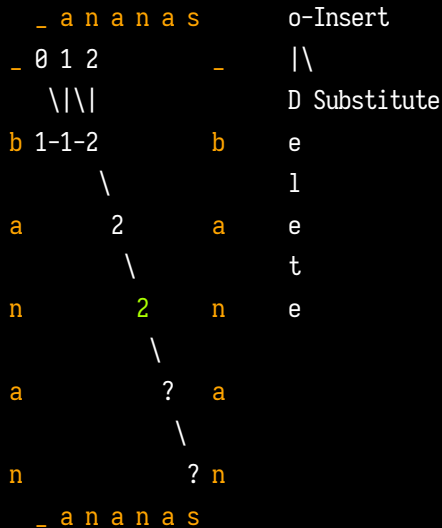 _ a n a n a s       o-Insert
_ 0 1 2         _     |\
   \|\|               D Substitute
b 1-1-2         b     e
       \              l
a       2       a     e
         \            t
n         2     n     e
           \
a           ?   a
             \
n             ? n
  _ a n a n a s